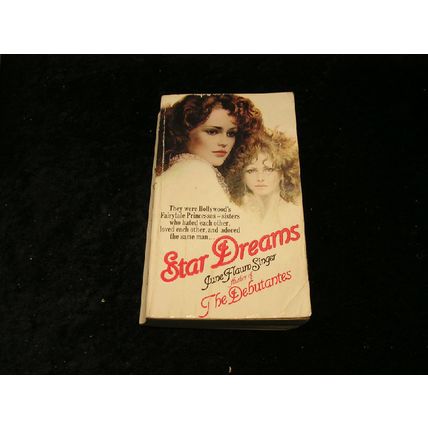 They were Hollywood's
Fairytale Princesses - sisters
who hated each other,
loved each other, and adored
the same man...
Star Dreams
June Flaum Singer
Author of
The Debutantes